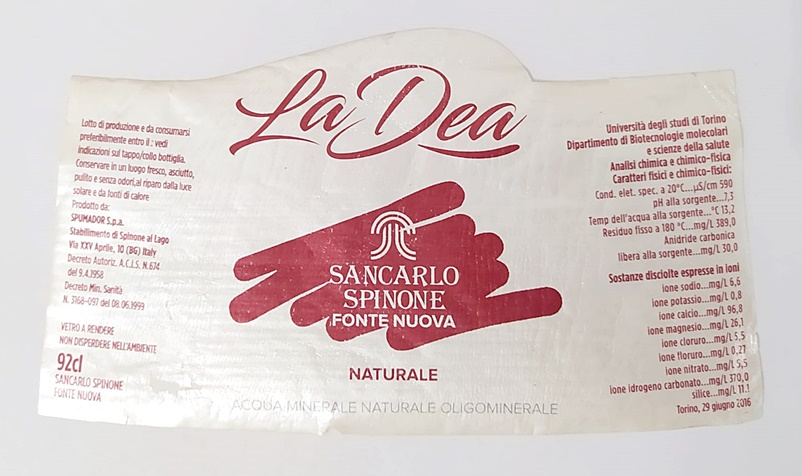 La Dea
Lotto di produzione e da consumarsi
preferibilmente entro il : vedi
indicazioni sul tappo/collo bottiglia.
Conservare in un luogo fresco, asciutto,
pulito e senza odori,al riparo dalla luce
solare e da fonti di calore
Prodotto da:
SPUMADOR S.p.a.
Stabilimento di Spinone al Lago
Via XXV Aprile, 10 (BG) Italy
Decreto Autoriz. A.C.I.S. N.674
del 9.4.1958
Decreto Min. Sanità
N. 3168-097 del 08.06.1999
VETRO A RENDERE
NON DISPERDERE NELL'AMBIENTE
92cl
SANCARLO SPINONE
FONTE NUOVA
SANCARLO
SPINONE
FONTE NUOVA
NATURALE
ACQUA MINERALE NATURALE OLIGOMINERALE
Università degli studi di Torino
Dipartimento di Biotecnologie molecolari
e scienze della salute
Analisi chimica e chimico-fisica
Caratteri fisici e chimico-fisici:
Cond. elet. spec. a 20°C...µS/cm 590
pH alla sorgente...7,3
Temp dell'acqua alla sorgente...°C 13,2
Residuo fisso a 180 °C...mg/L 389,0
Anidride carbonica
libera alla sorgente...mg/L 30,0
Sostanze disciolte espresse in ioni
ione sodio...mg/L 6,6
ione potassio...mg/L 0,8
ione calcio...mg/L 96,8
ione magnesio...mg/L 26,1
ione cloruro...mg/L 5,5
ione floruro...mg/L 0,27
ione nitrato...mg/L 5,5
ione idrogeno carbonato...mg/L 370,0
silice...mg/L 11,1
Torino, 29 giugno 2016